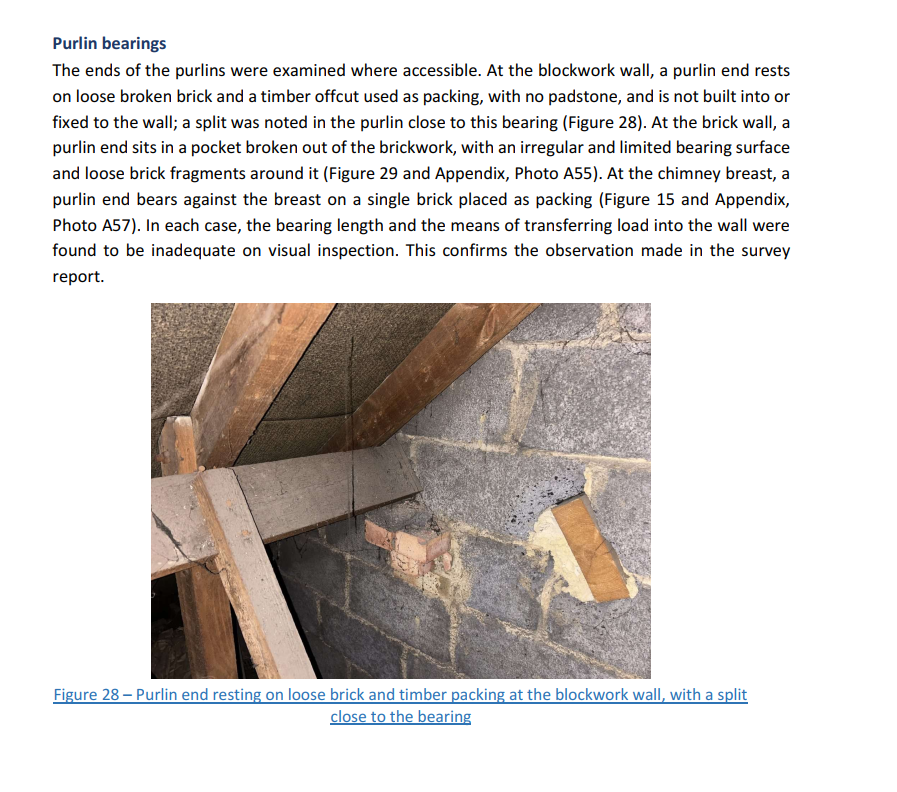 Purlin bearings
The ends of the purlins were examined where accessible. At the blockwork wall, a purlin end rests
on loose broken brick and a timber offcut used as packing, with no padstone, and is not built into or
fixed to the wall; a split was noted in the purlin close to this bearing (Figure 28). At the brick wall, a
purlin end sits in a pocket broken out of the brickwork, with an irregular and limited bearing surface
and loose brick fragments around it (Figure 29 and Appendix, Photo A55). At the chimney breast, a
purlin end bears against the breast on a single brick placed as packing (Figure 15 and Appendix,
Photo A57). In each case, the bearing length and the means of transferring load into the wall were
found to be inadequate on visual inspection. This confirms the observation made in the survey
report.
Figure 28 – Purlin end resting on loose brick and timber packing at the blockwork wall, with a split
close to the bearing